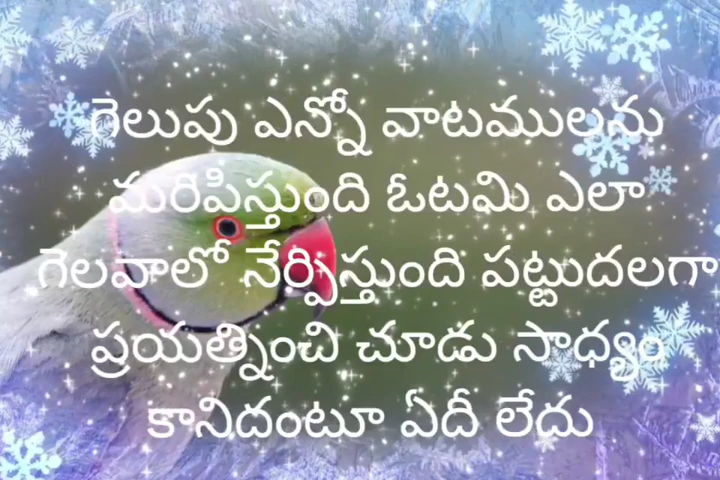 గెలుపు ఎన్నో వాటములను
మరిపిస్తుంది ఓటమి ఎలా
గెలవాలో నేర్పిస్తుంది పట్టుదలగా
ప్రయత్నించి చూడు సాధ్యం
కానిదంటూ ఏదీ లేదు